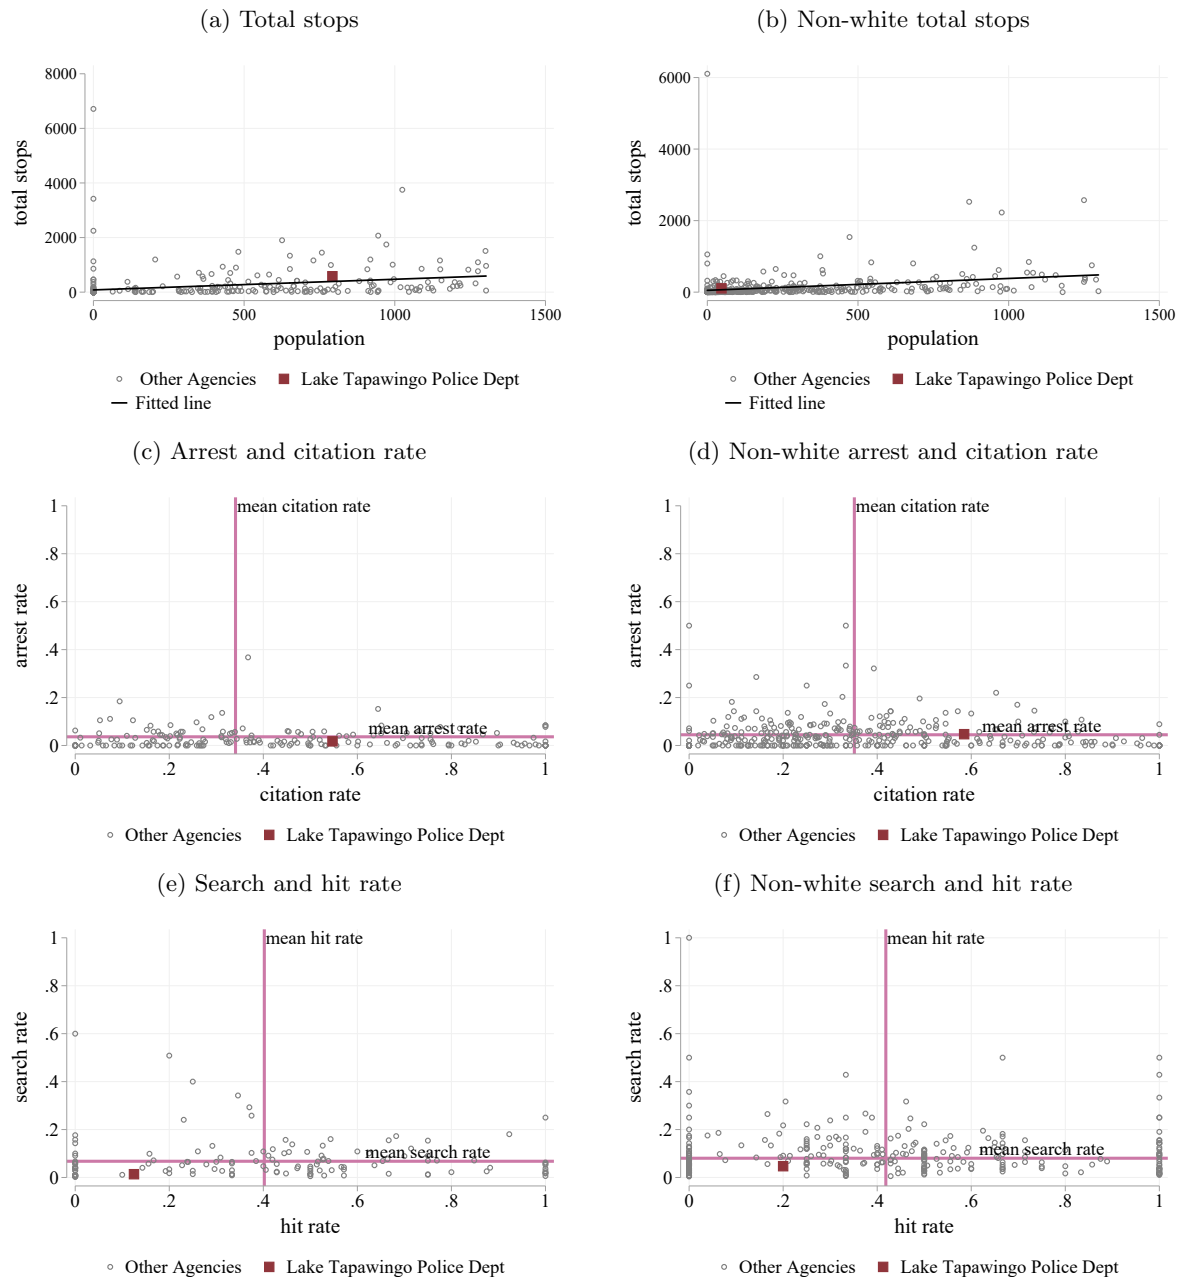 (a) Total stops
(b) Non-white total stops
8000
6000
4000
2000
0
total stops
0 500 1000 1500
population
Other Agencies Lake Tapawingo Police Dept
Fitted line
6000
4000
2000
0
total stops
0 500 1000 1500
population
Other Agencies Lake Tapawingo Police Dept
Fitted line
(c) Arrest and citation rate
(d) Non-white arrest and citation rate
1
.8
.6
.4
.2
0
arrest rate
mean citation rate
mean arrest rate
0 .2 .4 .6 .8 1
citation rate
Other Agencies Lake Tapawingo Police Dept
1
.8
.6
.4
.2
0
arrest rate
mean citation rate
mean arrest rate
0 .2 .4 .6 .8 1
citation rate
Other Agencies Lake Tapawingo Police Dept
(e) Search and hit rate
(f) Non-white search and hit rate
1
.8
.6
.4
.2
0
search rate
mean hit rate
mean search rate
0 .2 .4 .6 .8 1
hit rate
Other Agencies Lake Tapawingo Police Dept
1
.8
.6
.4
.2
0
search rate
mean hit rate
mean search rate
0 .2 .4 .6 .8 1
hit rate
Other Agencies Lake Tapawingo Police Dept